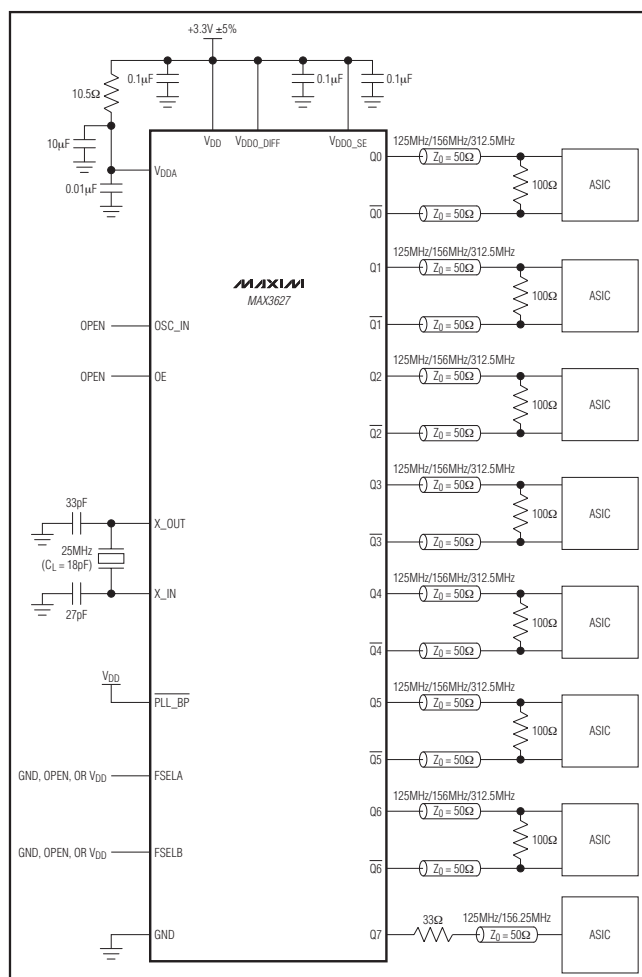 +3.3V ±5%
0.1µF
0.1µF
0.1µF
10.5Ω
10µF
0.01µF
VDD
VDDO_DIFF
VDDO_SE
VDDA
MAXIM
MAX3627
OPEN
OSC_IN
OPEN
OE
33pF
X_OUT
25MHz
(CL = 18pF)
X_IN
27pF
VDD
PLL_BP
GND, OPEN, OR VDD
FSELA
GND, OPEN, OR VDD
FSELB
GND
125MHz/156MHz/312.5MHz
Q0
Z0 = 50Ω
100Ω
ASIC
Q0
Z0 = 50Ω
125MHz/156MHz/312.5MHz
Q1
Z0 = 50Ω
100Ω
ASIC
Q1
Z0 = 50Ω
125MHz/156MHz/312.5MHz
Q2
Z0 = 50Ω
100Ω
ASIC
Q2
Z0 = 50Ω
125MHz/156MHz/312.5MHz
Q3
Z0 = 50Ω
100Ω
ASIC
Q3
Z0 = 50Ω
125MHz/156MHz/312.5MHz
Q4
Z0 = 50Ω
100Ω
ASIC
Q4
Z0 = 50Ω
125MHz/156MHz/312.5MHz
Q5
Z0 = 50Ω
100Ω
ASIC
Q5
Z0 = 50Ω
125MHz/156MHz/312.5MHz
Q6
Z0 = 50Ω
100Ω
ASIC
Q6
Z0 = 50Ω
33Ω
125MHz/156.25MHz
Q7
Z0 = 50Ω
ASIC